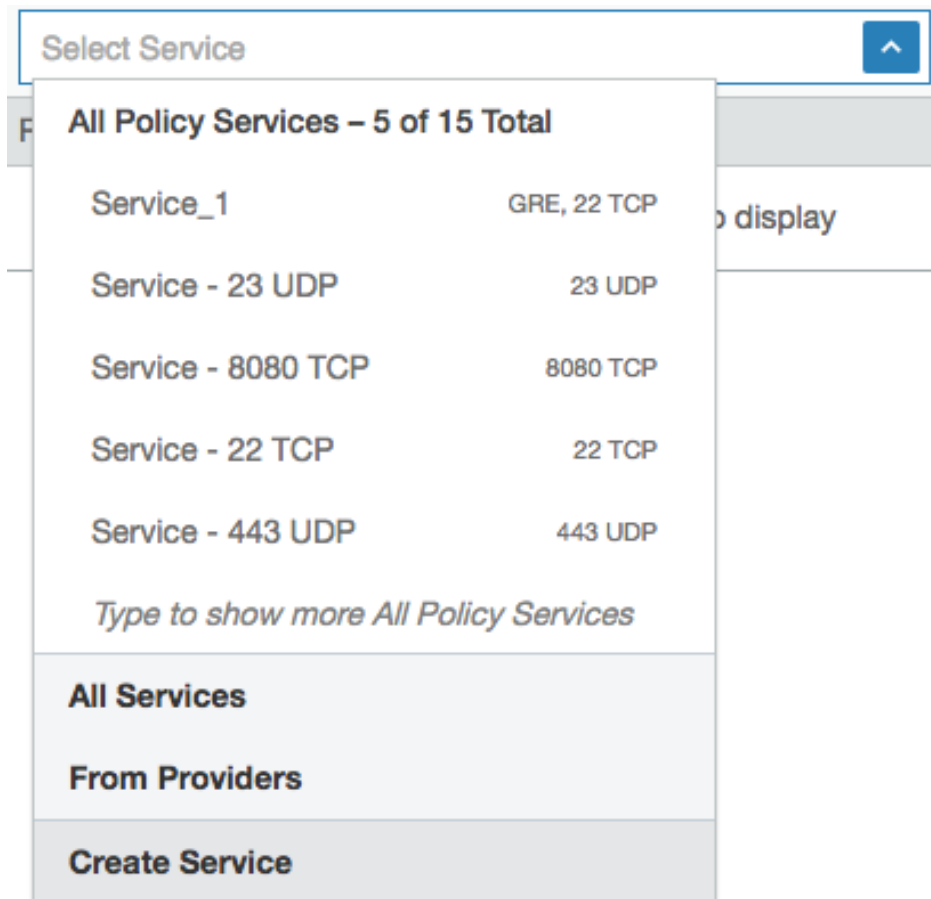 Select Service
All Policy Services – 5 of 15 Total
Service_1 GRE, 22 TCP
display
Service - 23 UDP 23 UDP
Service - 8080 TCP 8080 TCP
Service - 22 TCP 22 TCP
Service - 443 UDP 443 UDP
Type to show more All Policy Services
All Services
From Providers
Create Service